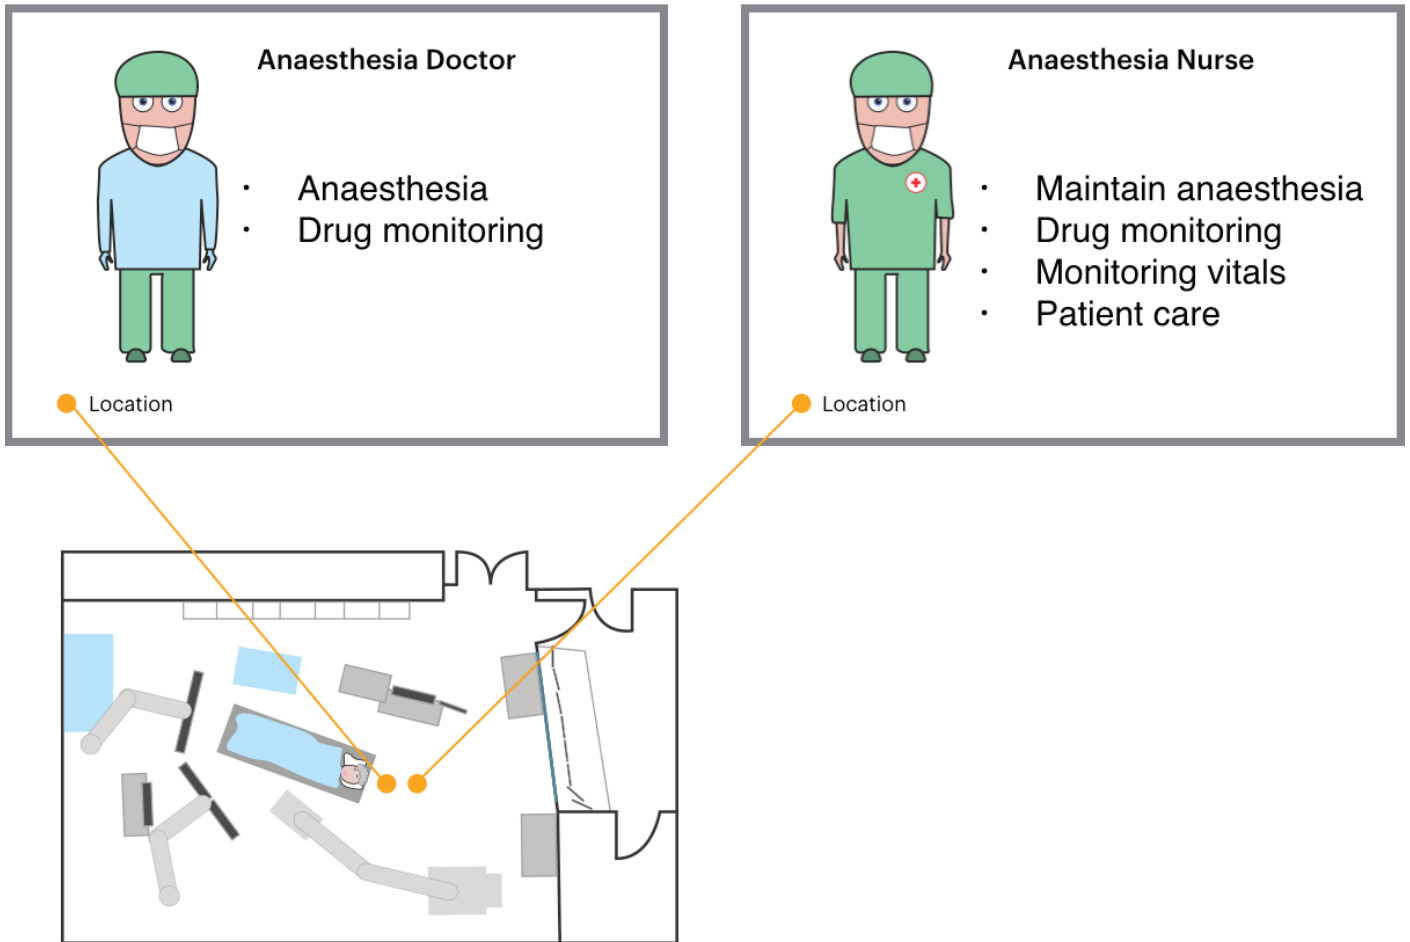 Anaesthesia Doctor
· Anaesthesia
· Drug monitoring
Location
Anaesthesia Nurse
· Maintain anaesthesia
· Drug monitoring
· Monitoring vitals
· Patient care
Location